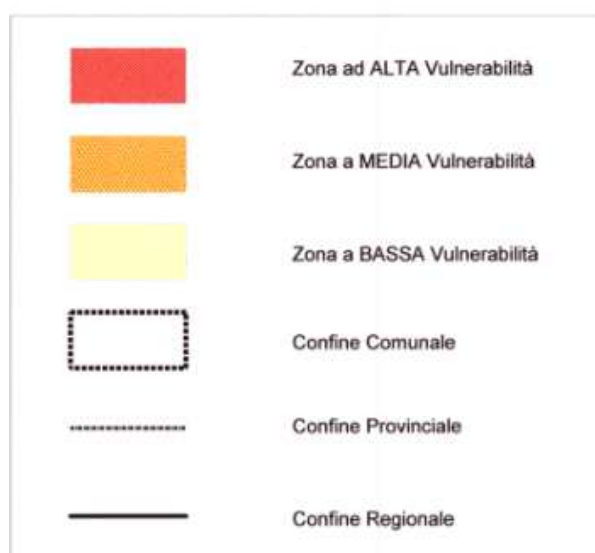 Zona ad ALTA Vulnerabilità
Zona a MEDIA Vulnerabilità
Zona a BASSA Vulnerabilità
Confine Comunale
Confine Provinciale
Confine Regionale